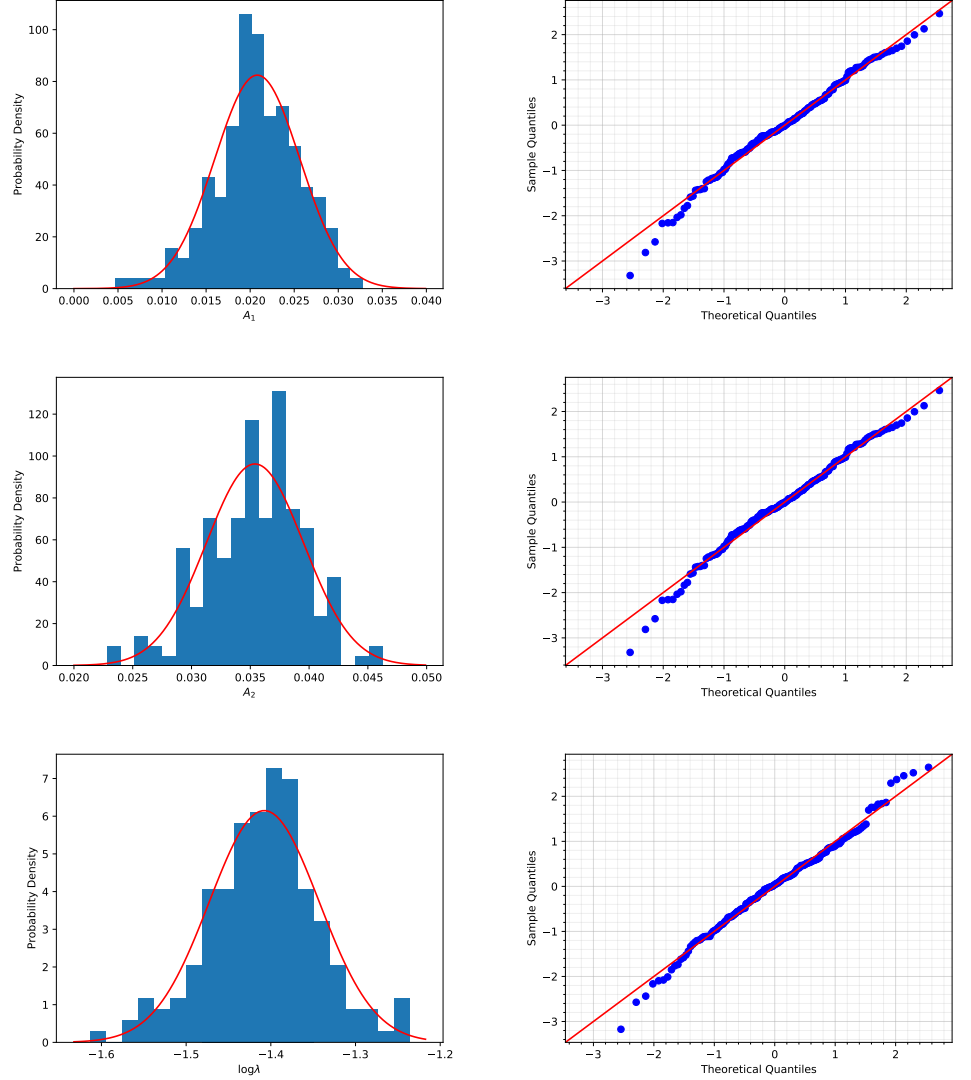 100
80
60
40
20
0
Probability Density
0.000 0.005 0.010 0.015 0.020 0.025 0.030 0.035 0.040
A₁
2
1
0
−1
−2
−3
Sample Quantiles
−3 −2 −1 0 1 2
Theoretical Quantiles
120
100
80
60
40
20
0
Probability Density
0.020 0.025 0.030 0.035 0.040 0.045 0.050
A₂
2
1
0
−1
−2
−3
Sample Quantiles
−3 −2 −1 0 1 2
Theoretical Quantiles
7
6
5
4
3
2
1
0
Probability Density
−1.6 −1.5 −1.4 −1.3 −1.2
logλ
2
1
0
−1
−2
−3
Sample Quantiles
−3 −2 −1 0 1 2
Theoretical Quantiles